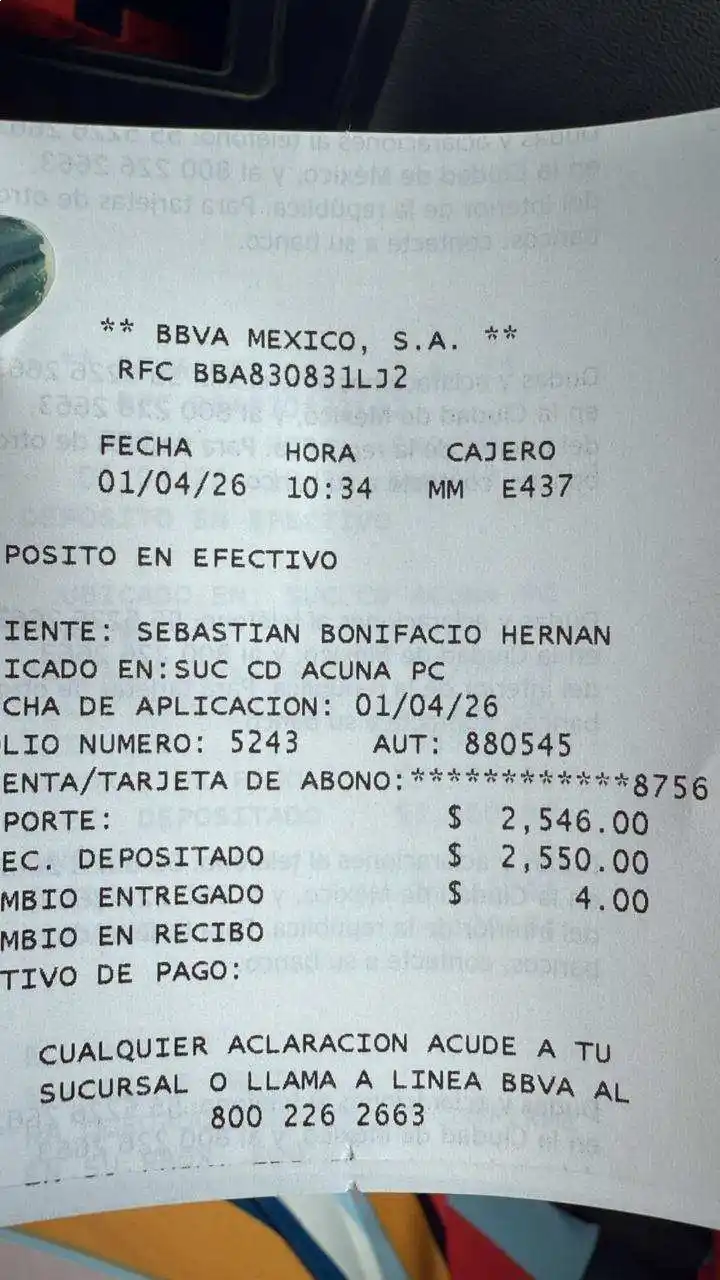 ** BBVA MEXICO, S.A. **
RFC BBA830831LJ2
FECHA HORA CAJERO
01/04/26 10:34 MM E437
POSITO EN EFECTIVO
IENTE: SEBASTIAN BONIFACIO HERNAN
ICADO EN:SUC CD ACUNA PC
CHA DE APLICACION: 01/04/26
LIO NUMERO: 5243 AUT: 880545
ENTA/TARJETA DE ABONO:************8756
PORTE: $ 2,546.00
EC. DEPOSITADO $ 2,550.00
MBIO ENTREGADO $ 4.00
MBIO EN RECIBO
TIVO DE PAGO:
CUALQUIER ACLARACION ACUDE A TU
SUCURSAL O LLAMA A LINEA BBVA AL
800 226 2663